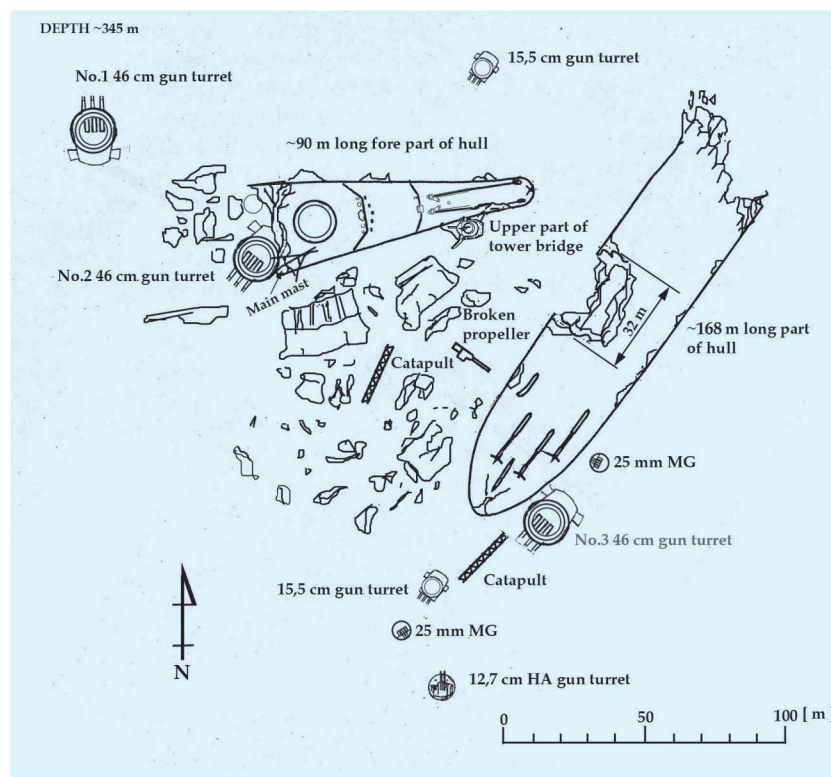 DEPTH ~345 m
15,5 cm gun turret
No.1 46 cm gun turret
~90 m long fore part of hull
Upper part of
tower bridge
No.2 46 cm gun turret
Main mast
Broken
propeller
32 m
~168 m long part
of hull
Catapult
25 mm MG
No.3 46 cm gun turret
15,5 cm gun turret
Catapult
25 mm MG
N
12,7 cm HA gun turret
0 50 100 [ m ]